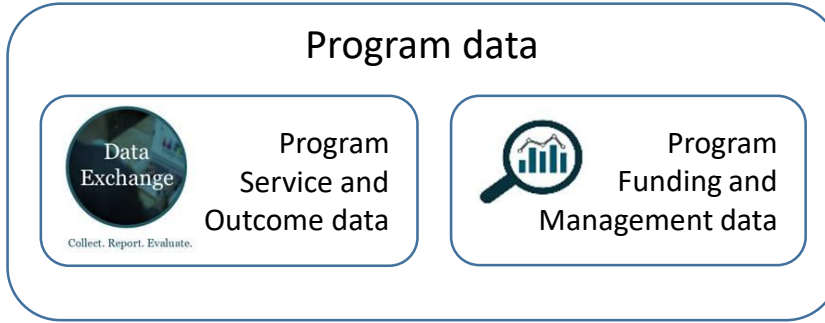 Program data
Data
Exchange
Collect. Report. Evaluate.
Program
Service and
Outcome data
Program
Funding and
Management data